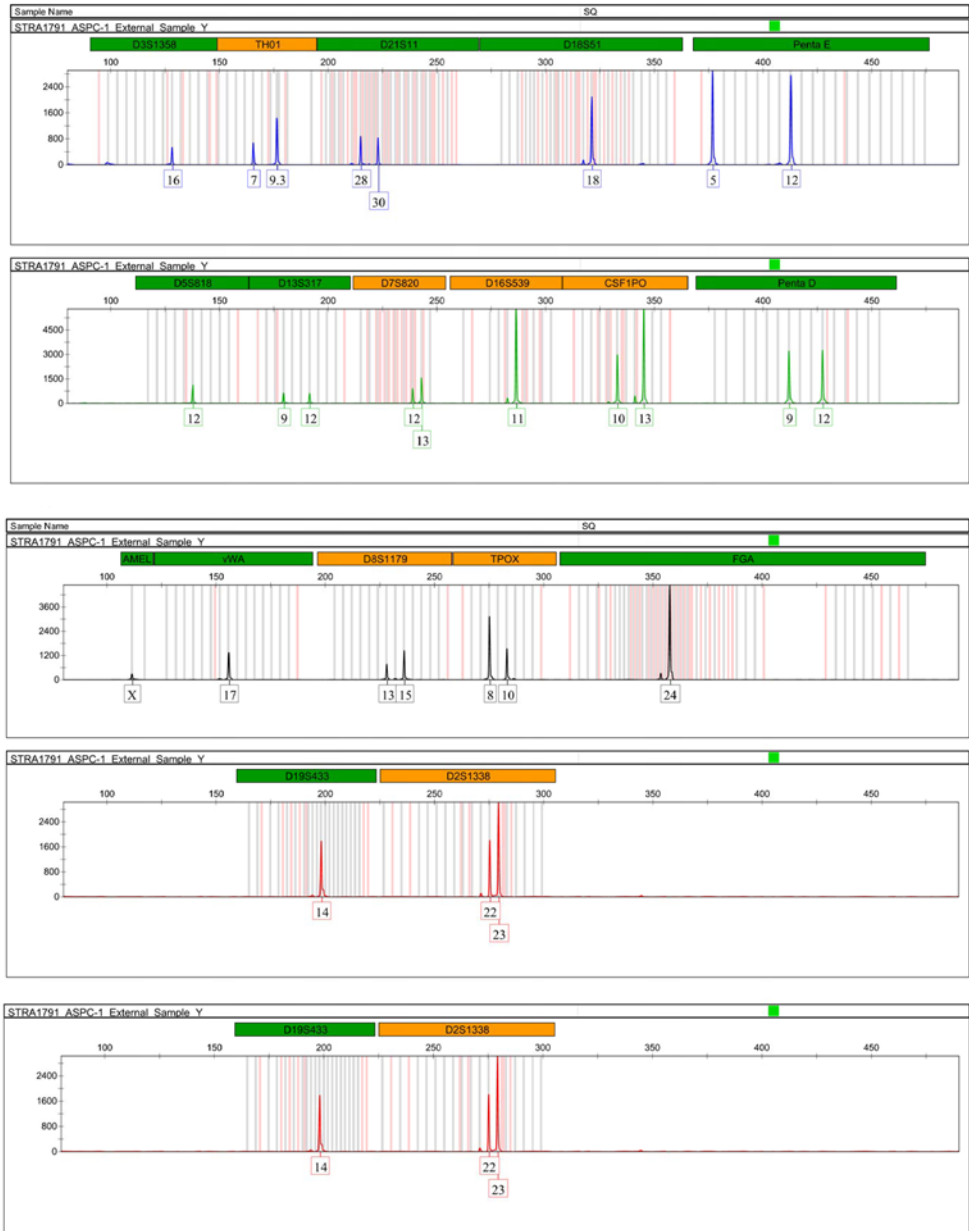 Sample Name SQ
STRA1791_ASPC-1_External_Sample_Y
D3S1358 TH01 D21S11 D18S51 Penta E
100 150 200 250 300 350 400 450
2400
1600
800
0
16 7 9.3 28 18 5 12
30
STRA1791_ASPC-1_External_Sample_Y
D5S818 D13S317 D7S820 D16S539 CSF1PO Penta D
100 150 200 250 300 350 400 450
4500
3000
1500
0
12 9 12 12 11 10 13 9 12
13
Sample Name SQ
STRA1791_ASPC-1_External_Sample_Y
AMEL vWA D8S1179 TPOX FGA
100 150 200 250 300 350 400 450
3600
2400
1200
0
X 17 13 15 8 10 24
STRA1791_ASPC-1_External_Sample_Y
D19S433 D2S1338
100 150 200 250 300 350 400 450
2400
1600
800
0
14 22
23
STRA1791_ASPC-1_External_Sample_Y
D19S433 D2S1338
100 150 200 250 300 350 400 450
2400
1600
800
0
14 22
23